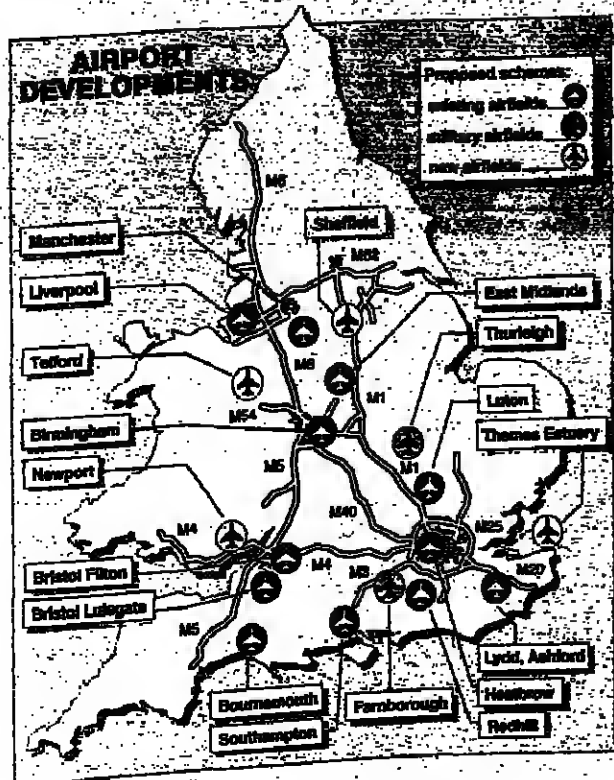 AIRPORT
DEVELOPMENTS
Proposed schemes:
existing airfields
military airfields
new airfields
M6
Manchester
Sheffield
M62
Liverpool
East Midlands
M6
Thurleigh
Telford
M1
M54
Luton
Birmingham
M1
Thames Estuary
Newport
M5
M40
M25
M4
M4
M3
M20
Bristol Filton
Bristol Lulsgate
M5
Lydd, Ashford
Bournemouth
Farnborough
Heathrow
Southampton
Redhill